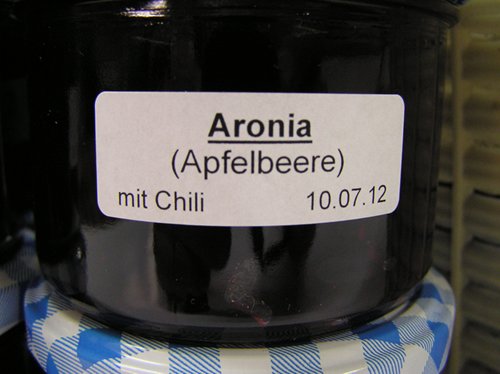 Aronia
(Apfelbeere)
mit Chili 10.07.12